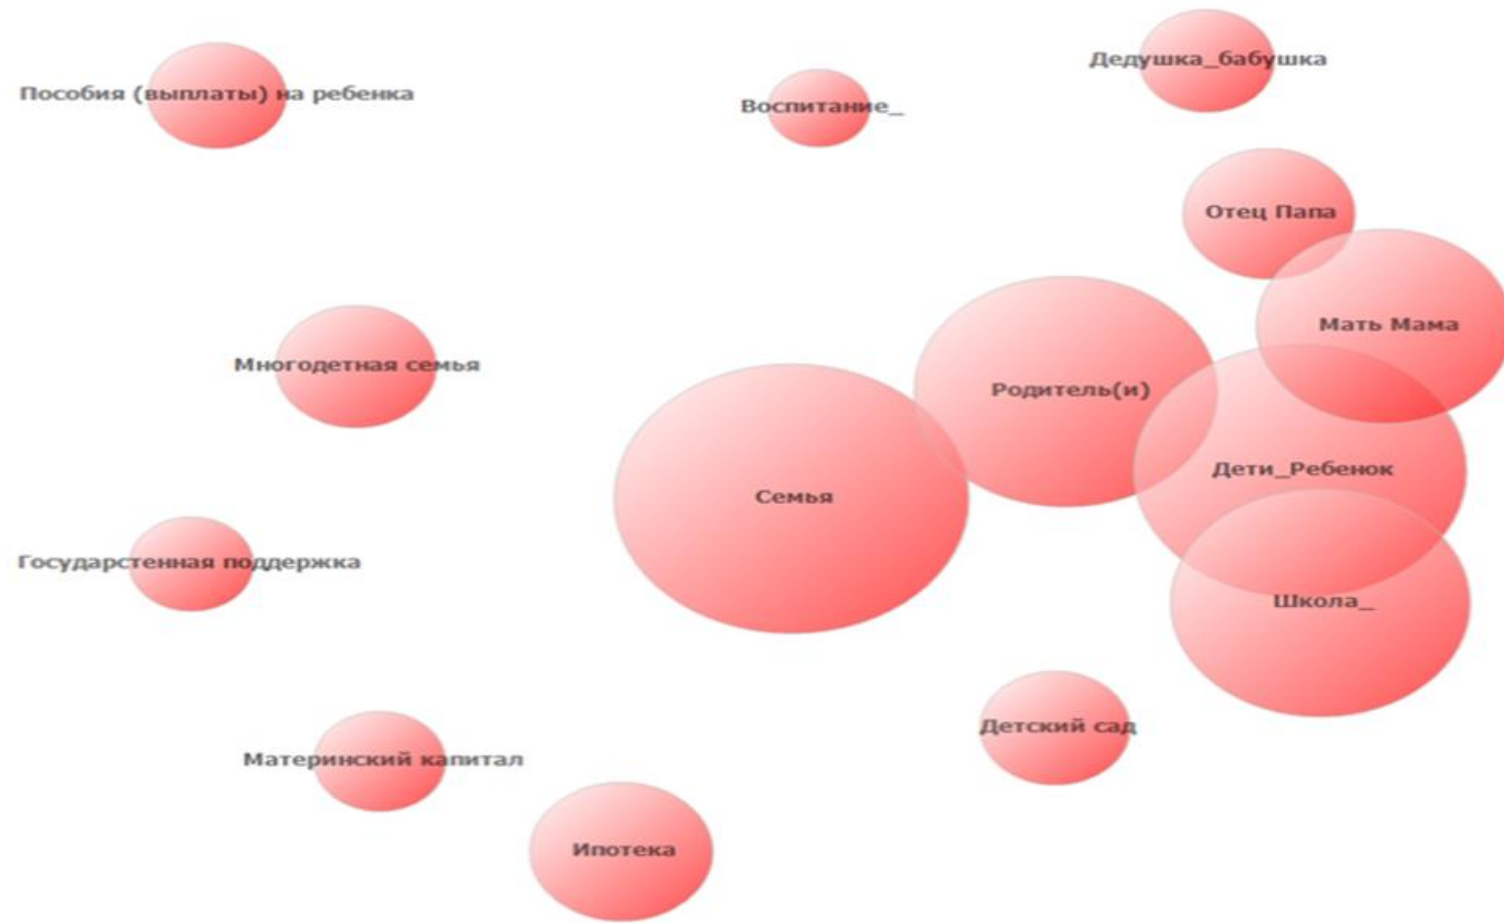 Дедушка_бабушка
Пособия (выплаты) на ребенка
Воспитание_
Отец Папа
Мать Мама
Многодетная семья
Родитель(и)
Дети_Ребенок
Семья
Государстенная поддержка
Школа_
Детский сад
Материнский капитал
Ипотека